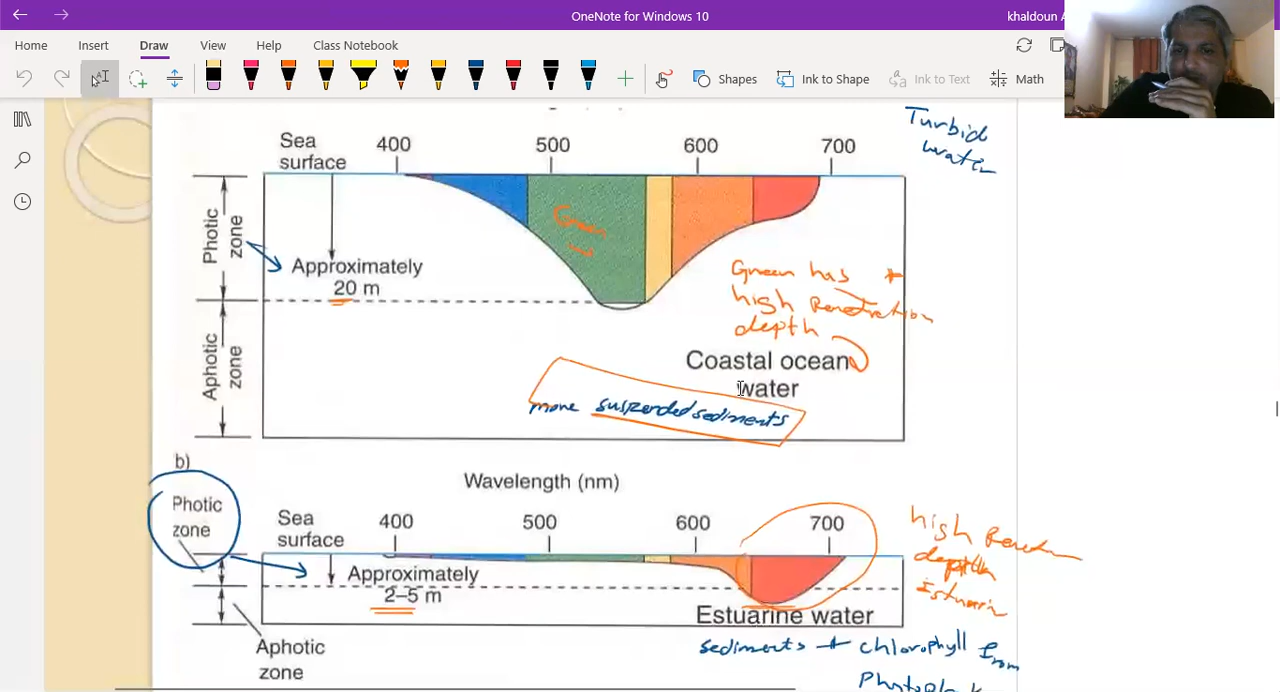 OneNote for Windows 10
khaldoun A
Home Insert Draw View Help Class Notebook
Shapes Ink to Shape Ink to Text Math
Turbid
water
Sea
surface
400 500 600 700
Photic
zone
Green
Approximately
20 m
Green has
high Penetration
depth
Aphotic
zone
Coastal ocean
water
more suspended sediments
b)
Wavelength (nm)
Photic
zone
Sea
surface
400 500 600 700
Approximately
2–5 m
high
depth
Estuarine water
Aphotic
zone
sediments + chlorophyll from